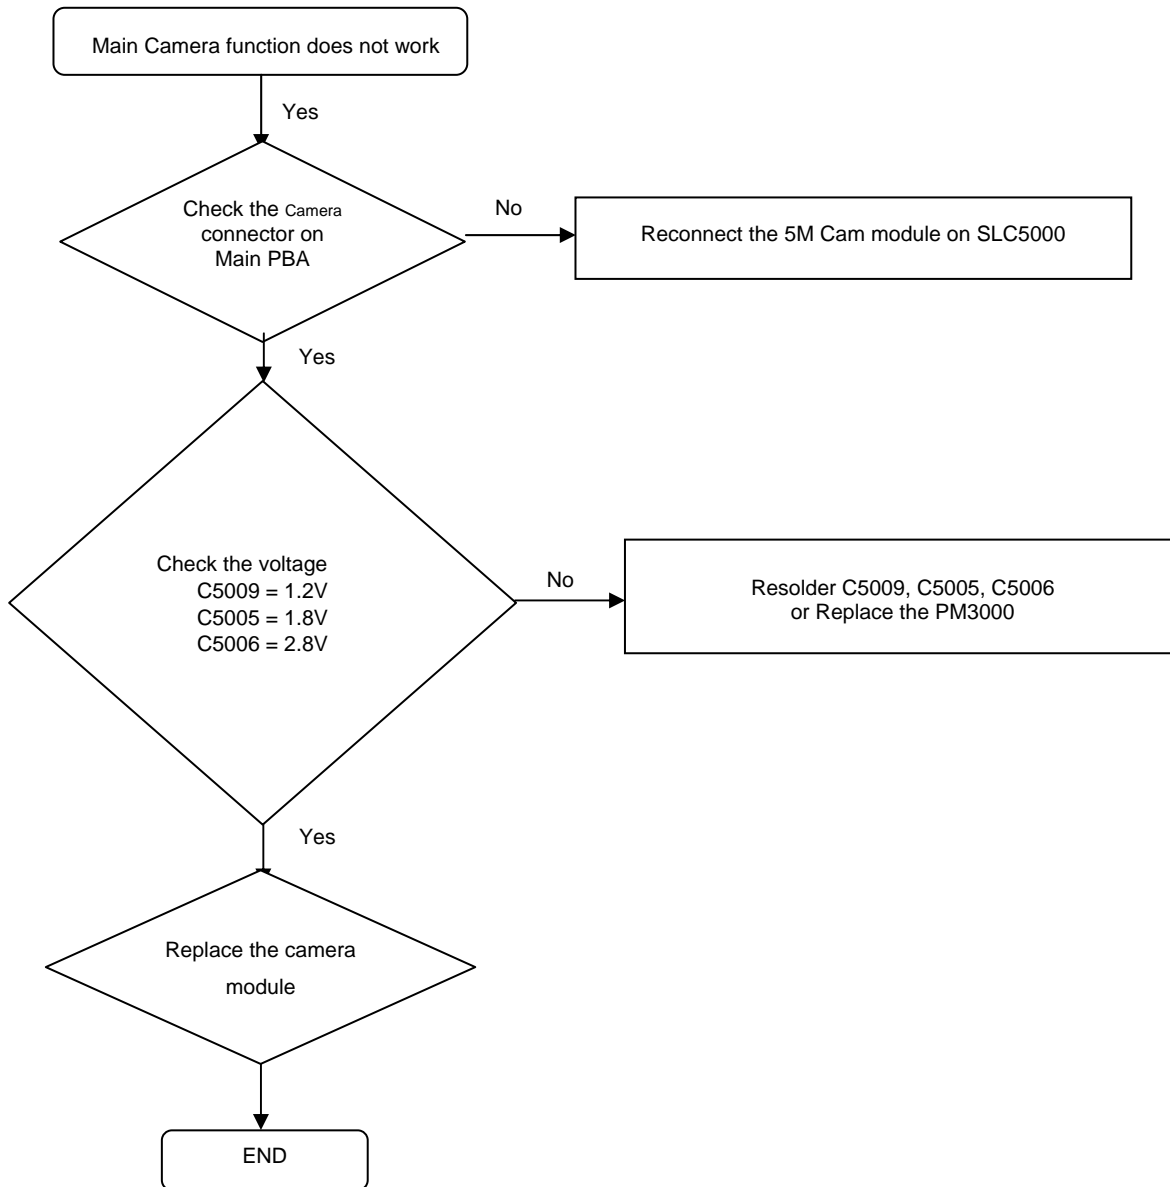 Main Camera function does not work
Yes
Check the Camera
connector on
Main PBA
No
Reconnect the 5M Cam module on SLC5000
Yes
Check the voltage
C5009 = 1.2V
C5005 = 1.8V
C5006 = 2.8V
No
Resolder C5009, C5005, C5006
or Replace the PM3000
Yes
Replace the camera
module
END